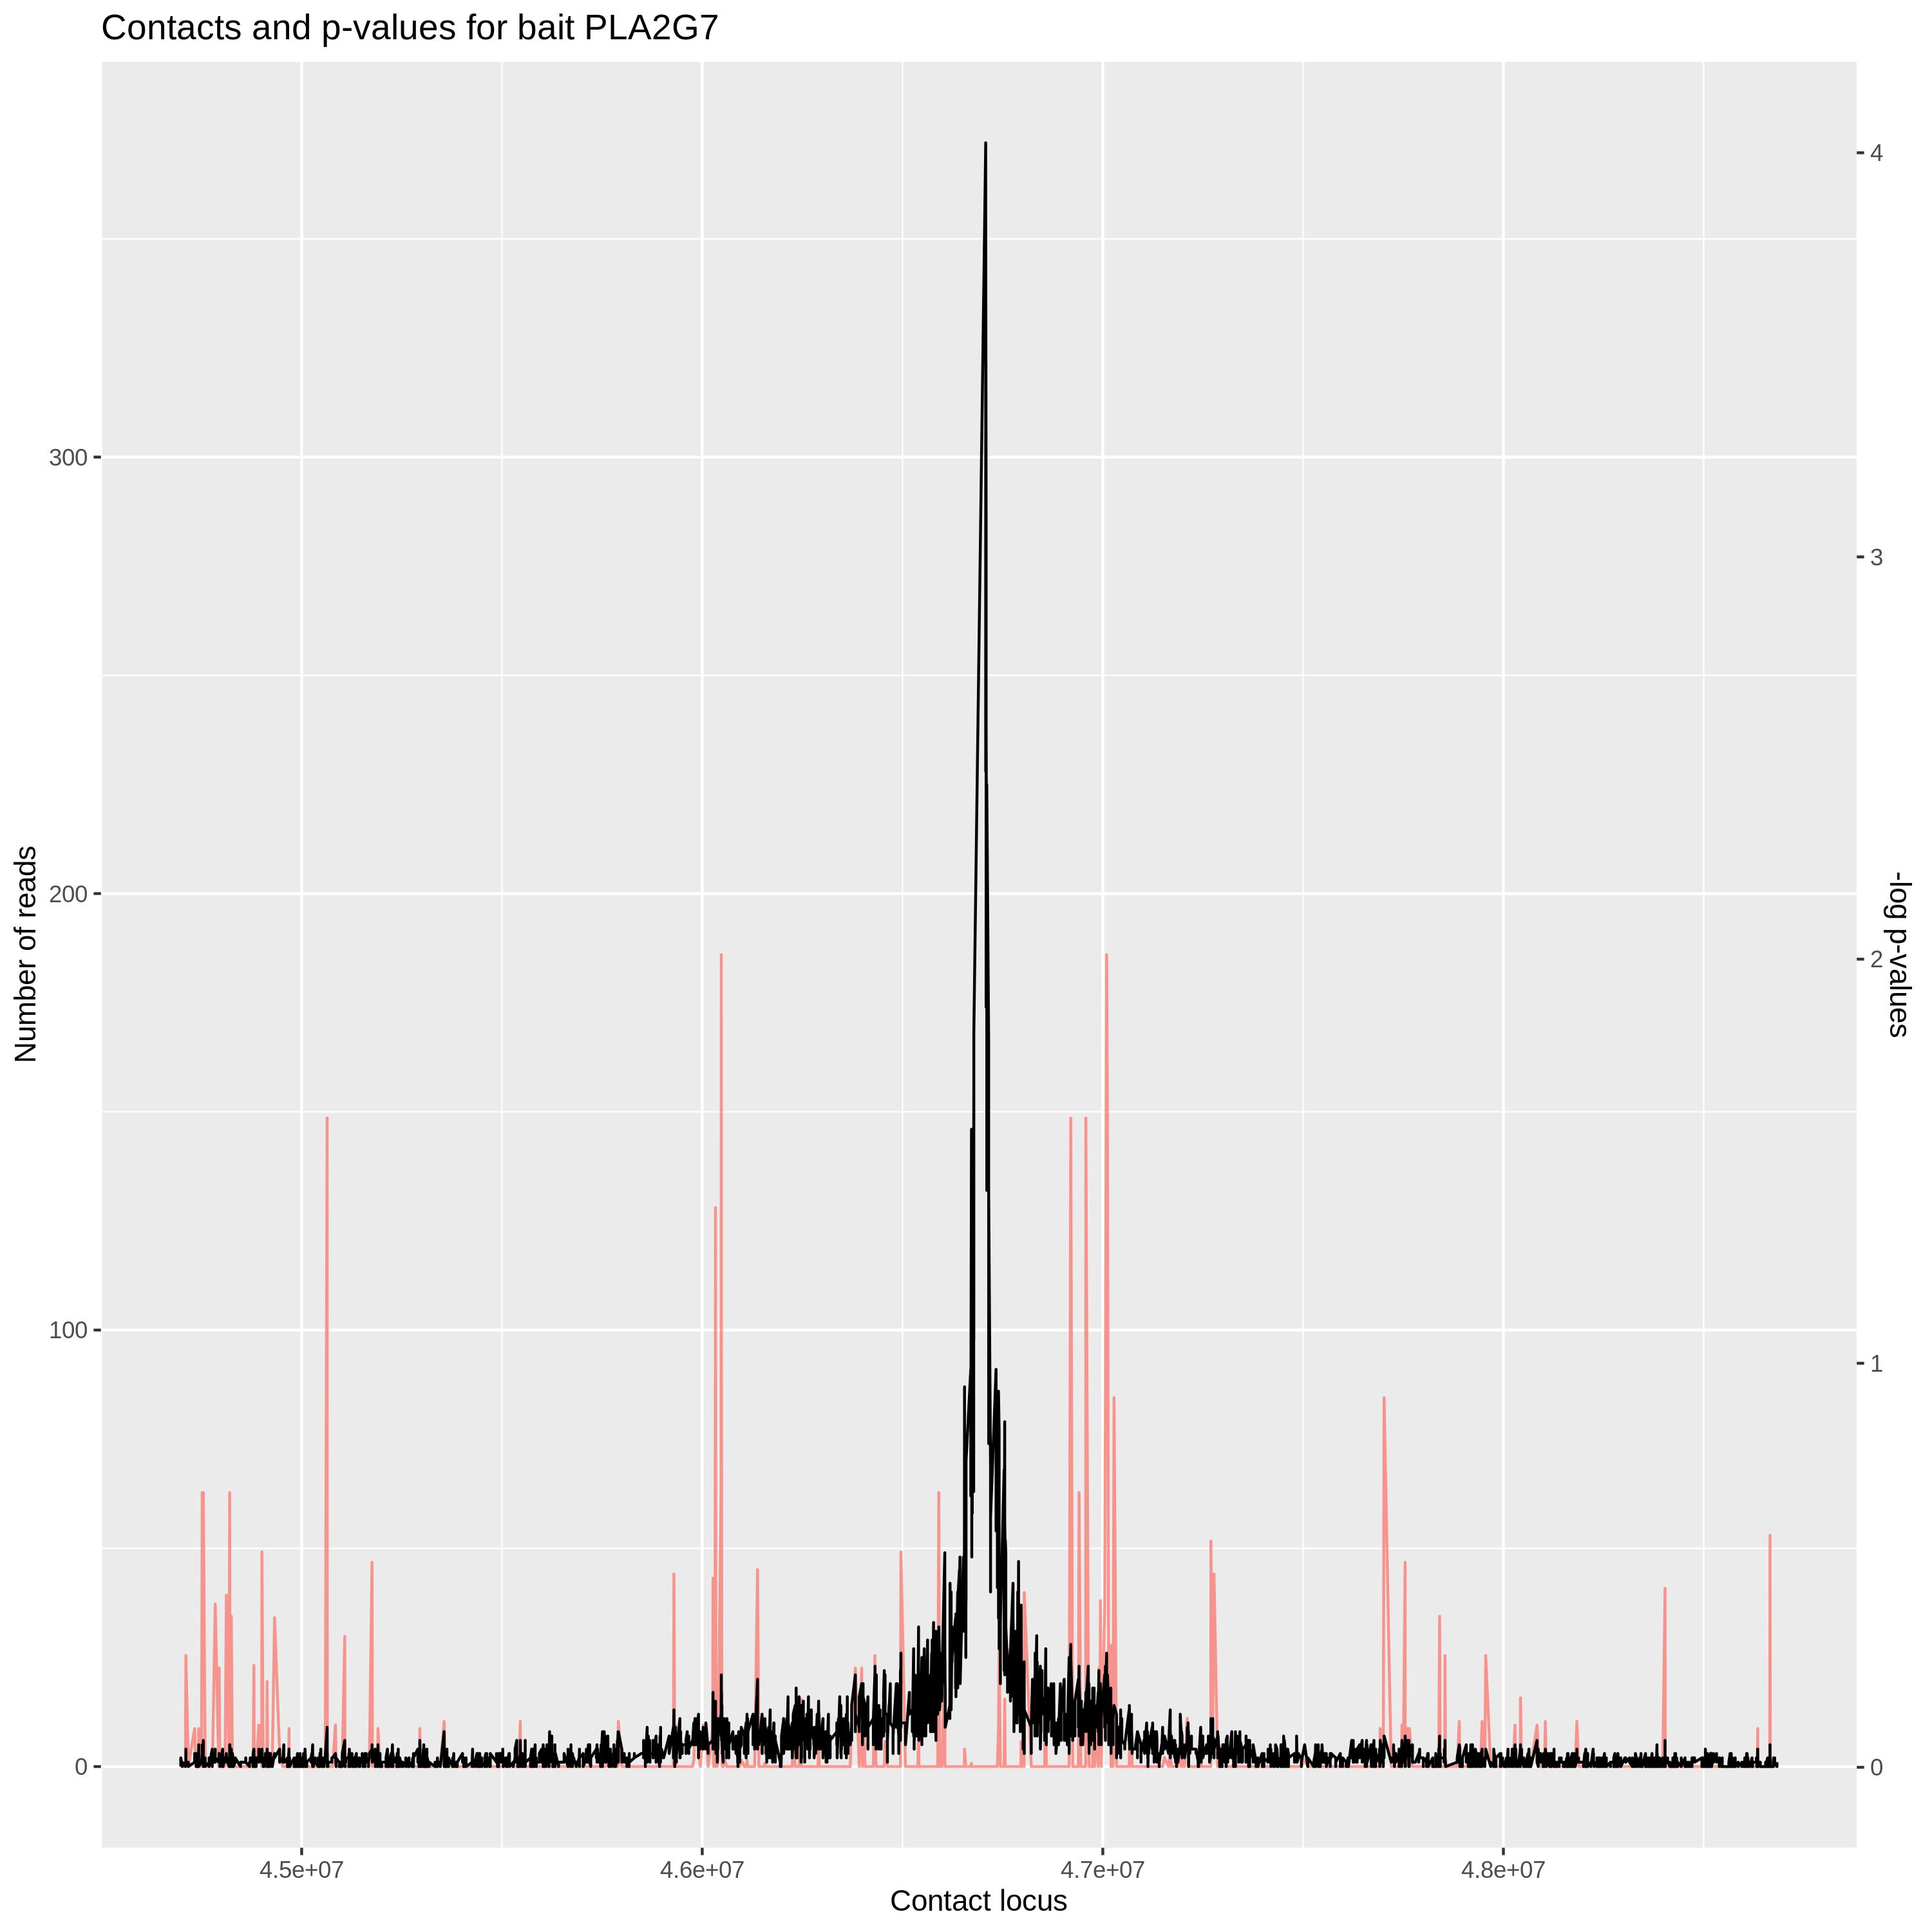 Contacts and p-values for bait PLA2G7
Number of reads
300
200
100
0
4
3
2
1
0
-log p-values
4.5e+07 4.6e+07 4.7e+07 4.8e+07
Contact locus